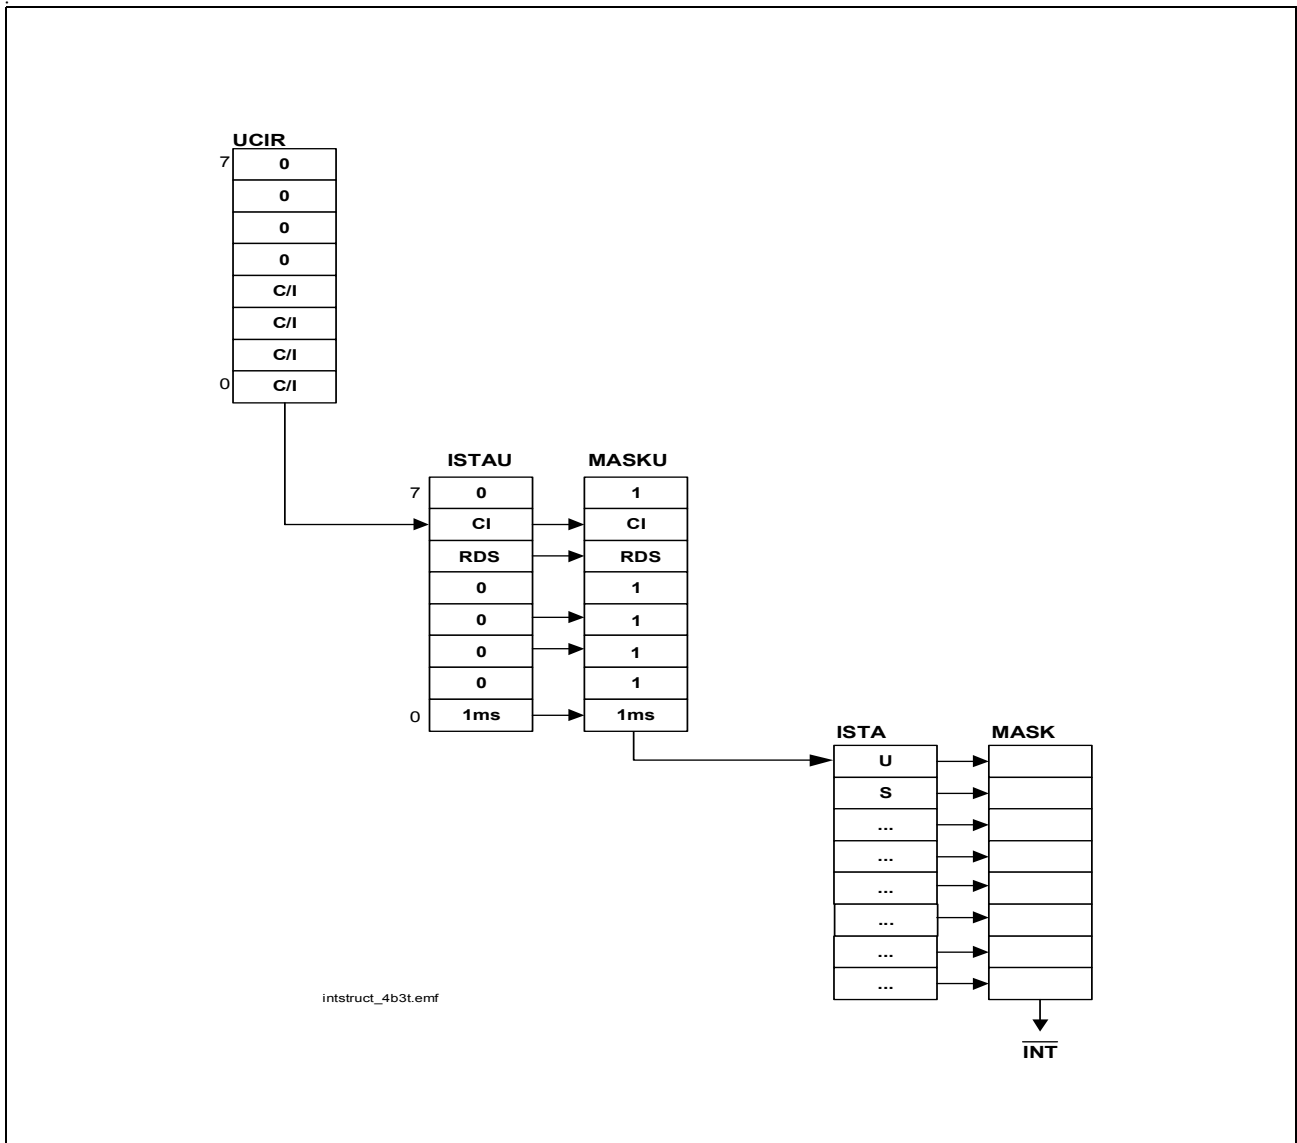 UCIR
7 0
0
0
0
C/I
C/I
C/I
0 C/I
ISTAU MASKU
7 0 1
CI CI
RDS RDS
0 1
0 1
0 1
0 1
0 1ms 1ms
ISTA MASK
U
S
...
...
...
...
...
...
intstruct_4b3t.emf
INT